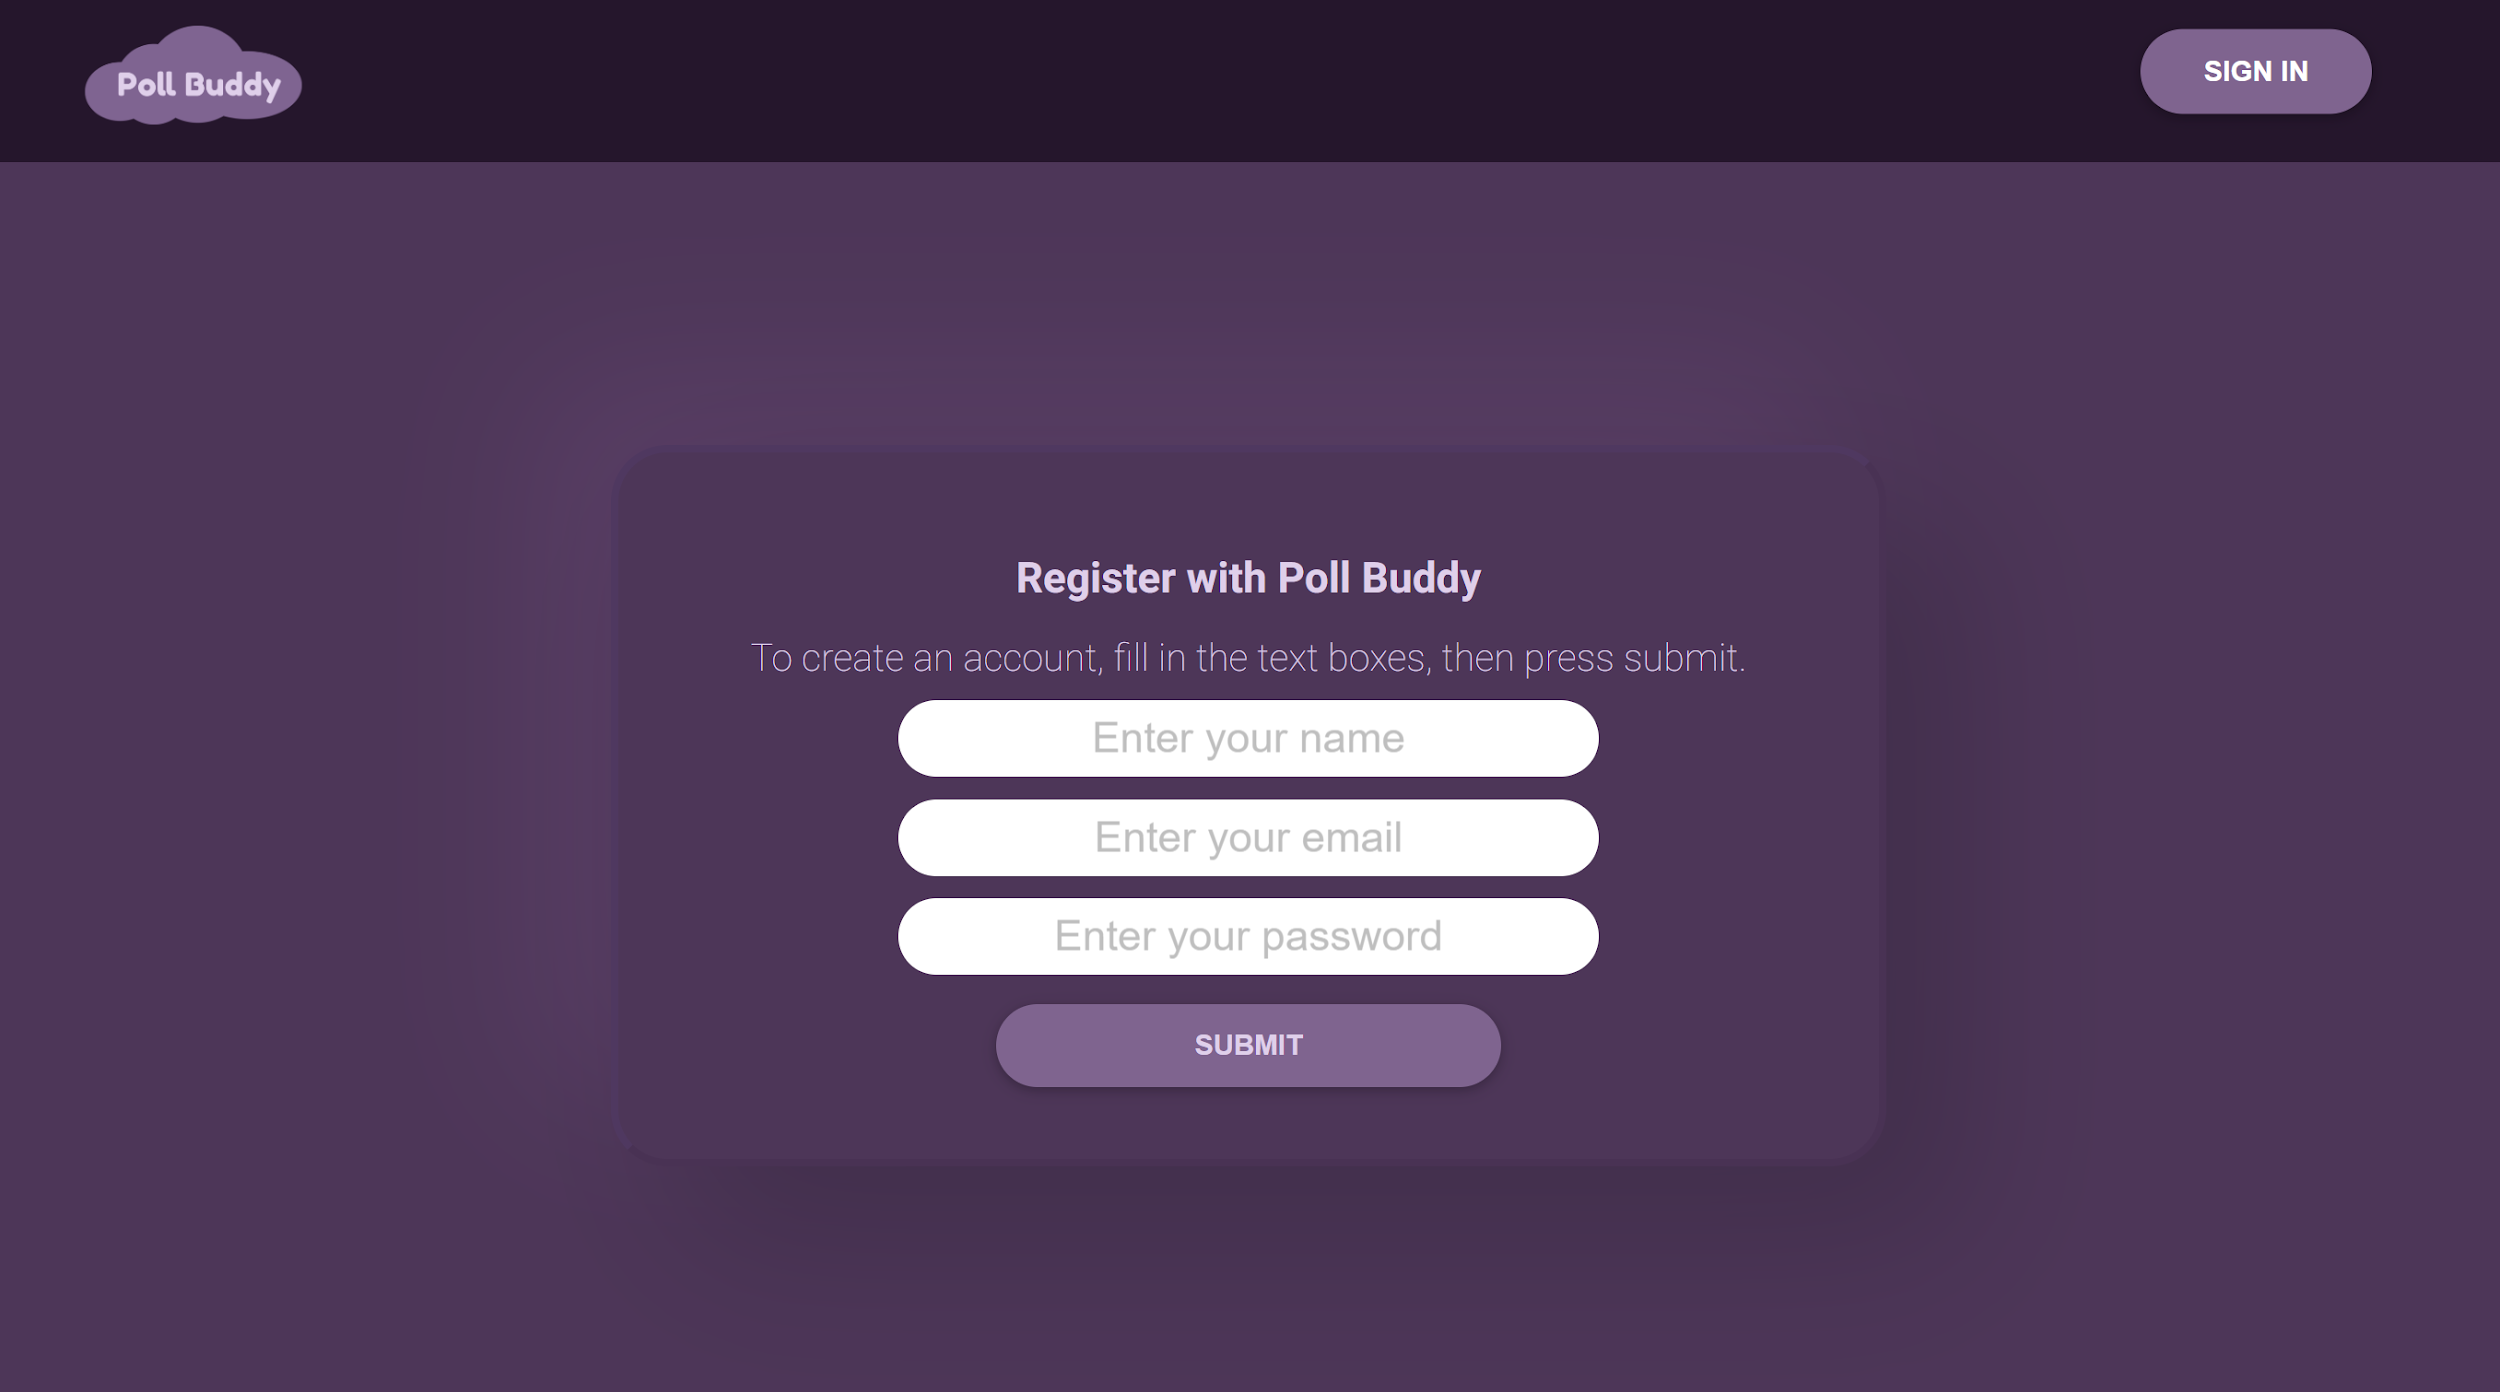 Poll Buddy
SIGN IN
Register with Poll Buddy
To create an account, fill in the text boxes, then press submit.
Enter your name
Enter your email
Enter your password
SUBMIT